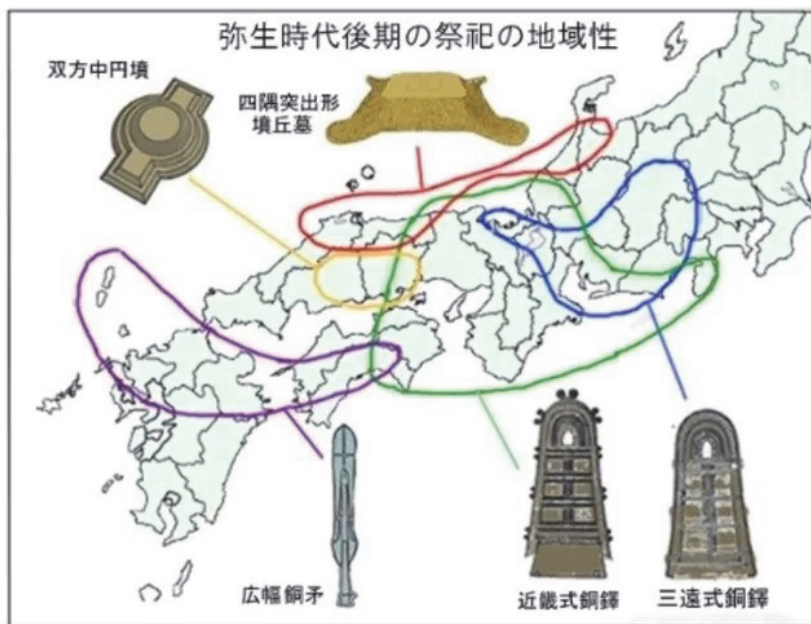 弥生時代後期の祭祀の地域性
双方中円墳
四隅突出形
墳丘墓
広幅銅矛
近畿式銅鐸
三遠式銅鐸